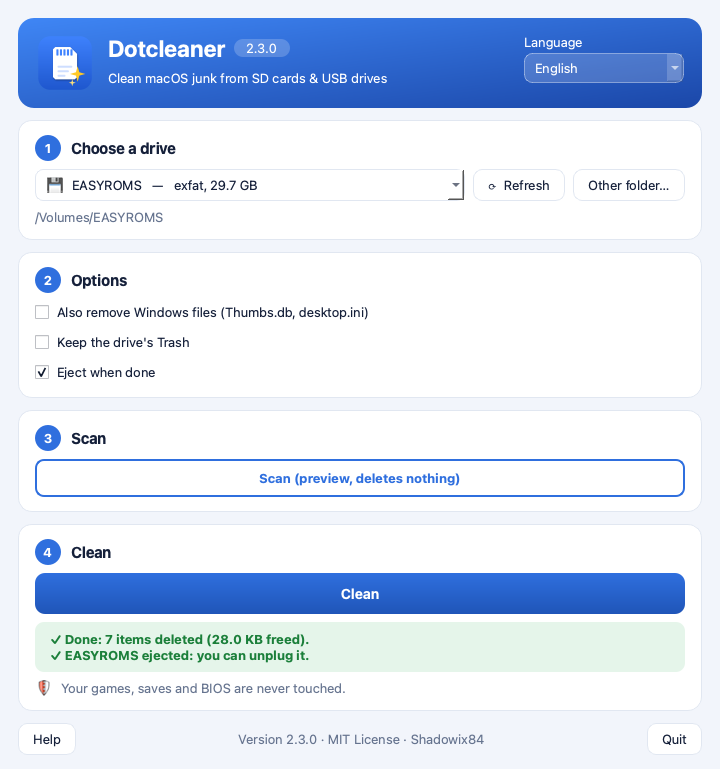 Dotcleaner 2.3.0
Clean macOS junk from SD cards & USB drives
Language
English
1 Choose a drive
EASYROMS — exfat, 29.7 GB
Refresh
Other folder...
/Volumes/EASYROMS
2 Options
Also remove Windows files (Thumbs.db, desktop.ini)
Keep the drive's Trash
Eject when done
3 Scan
Scan (preview, deletes nothing)
4 Clean
Clean
✓ Done: 7 items deleted (28.0 KB freed).
✓ EASYROMS ejected: you can unplug it.
Your games, saves and BIOS are never touched.
Help
Version 2.3.0 · MIT License · Shadowix84
Quit